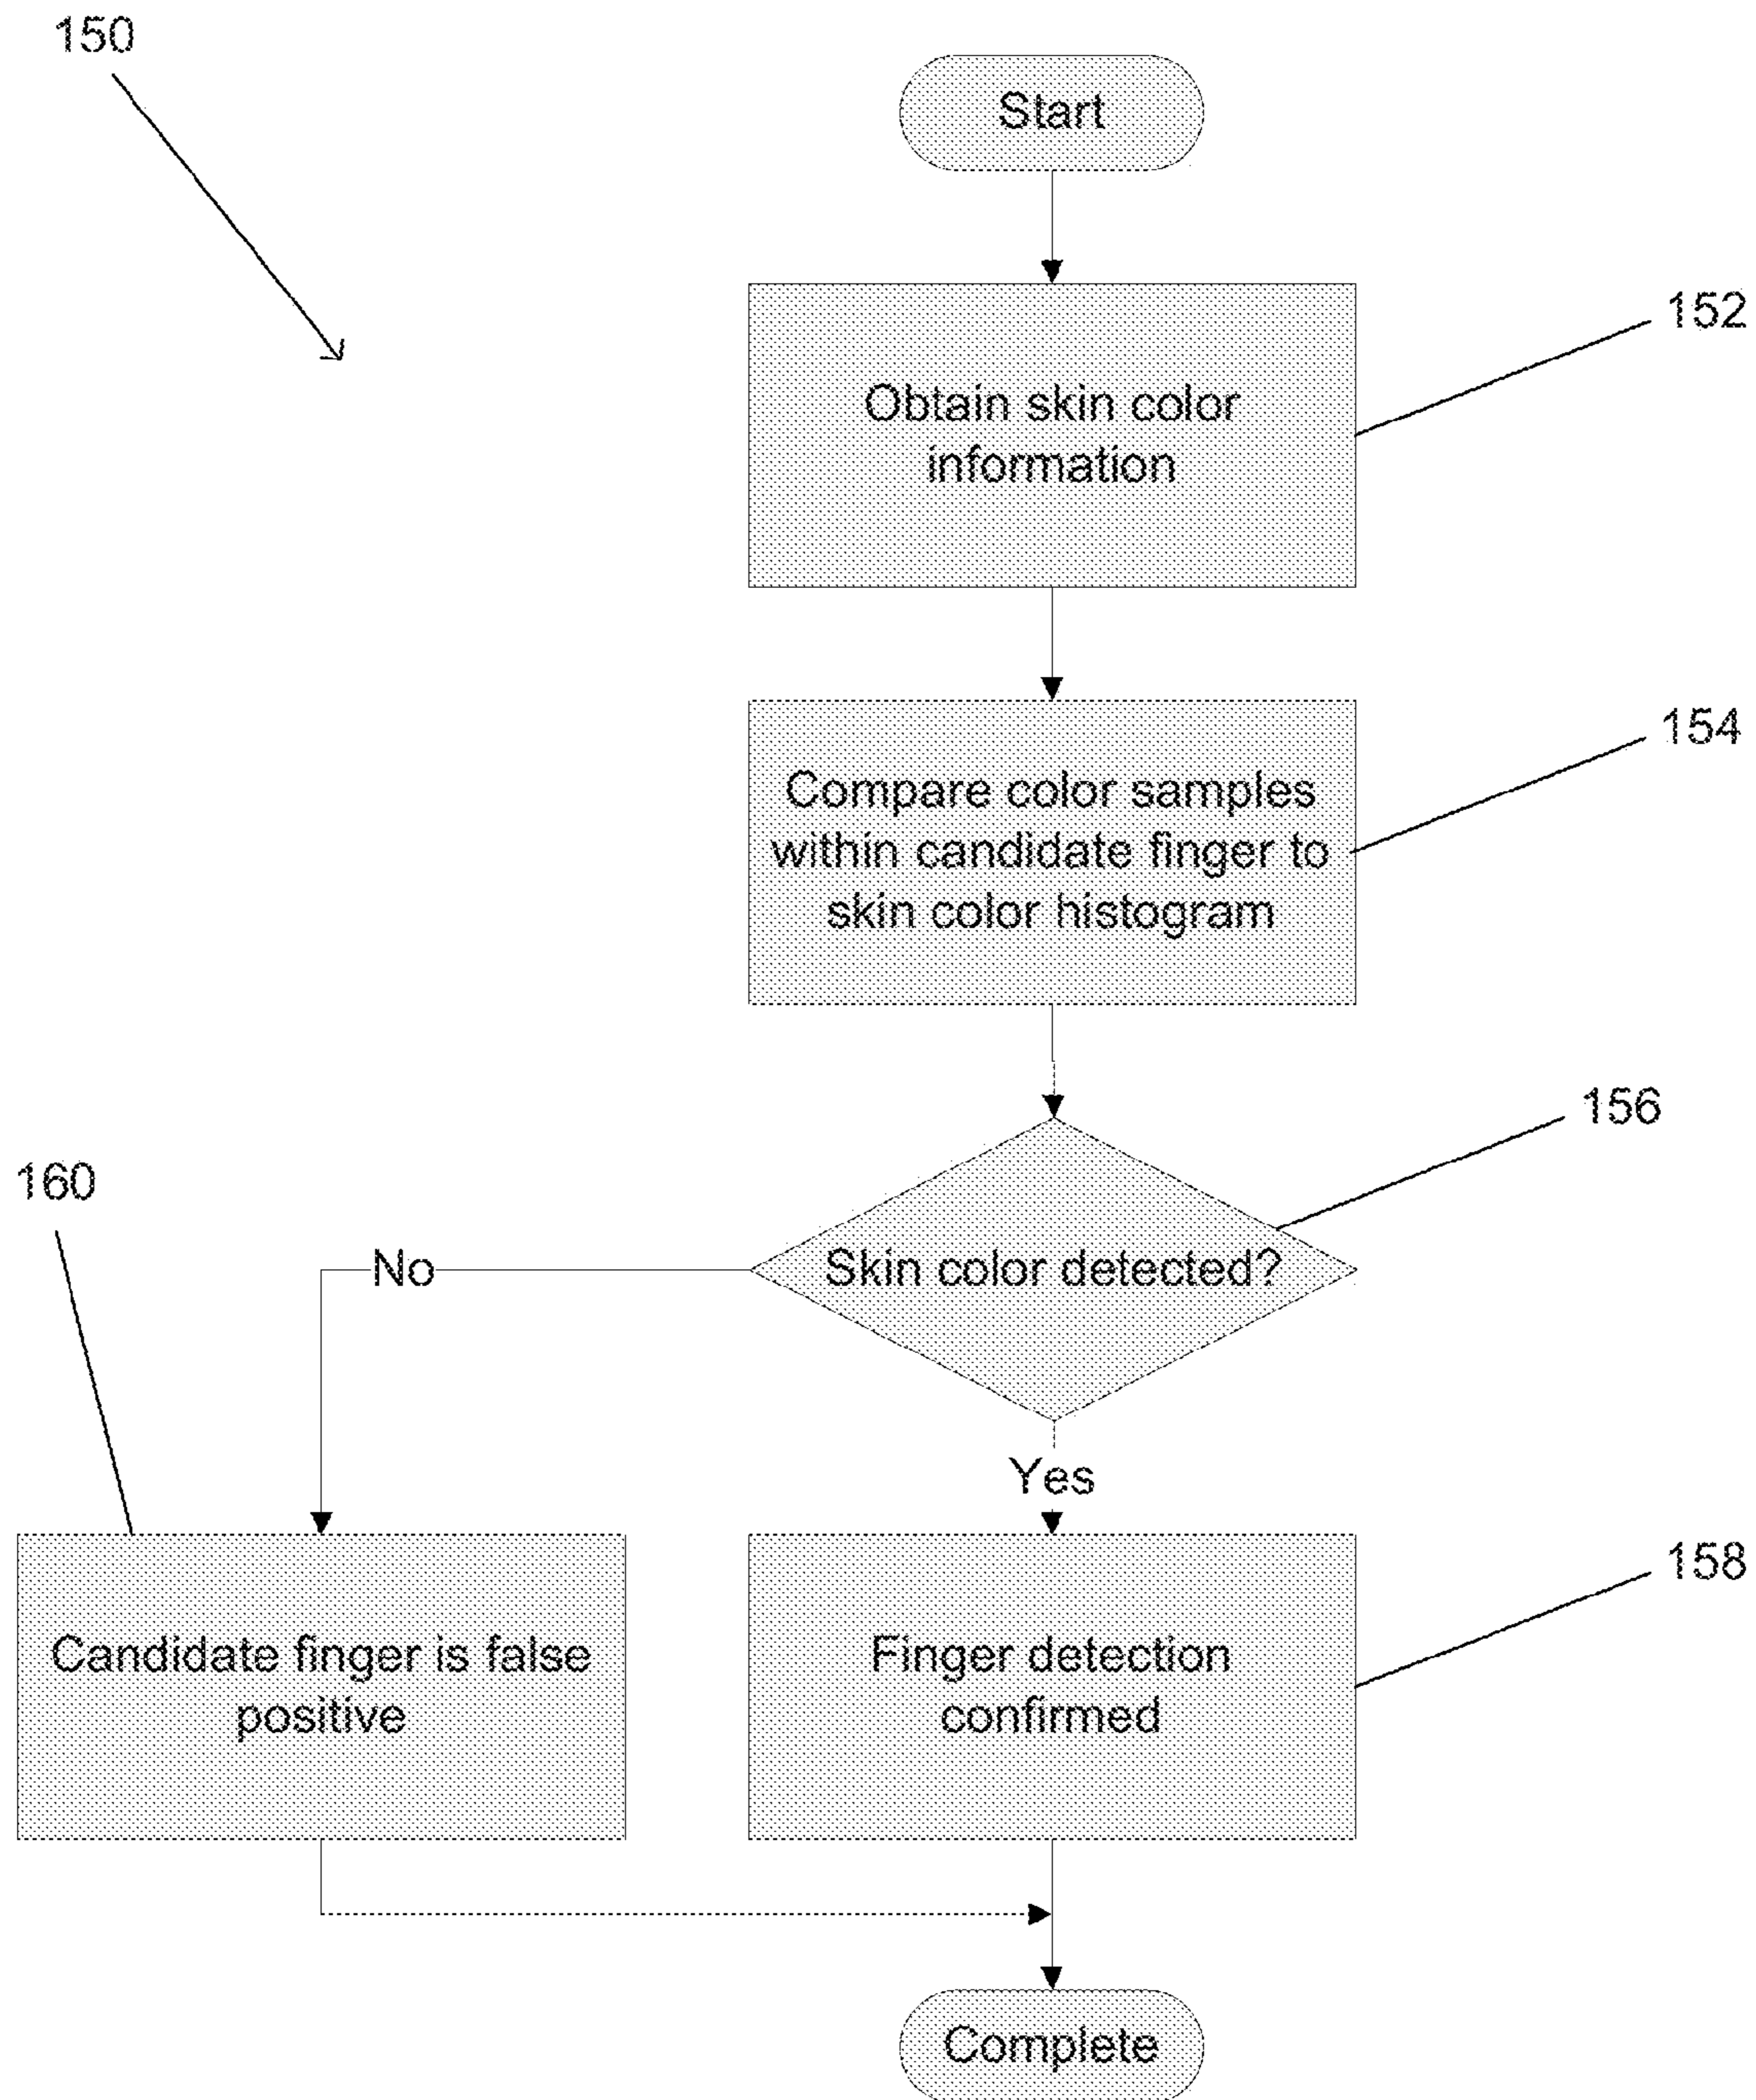 150
Start
152
Obtain skin color
information
154
Compare color samples
within candidate finger to
skin color histogram
156
160
No
Skin color detected?
Yes
158
Candidate finger is false
positive
Finger detection
confirmed
Complete